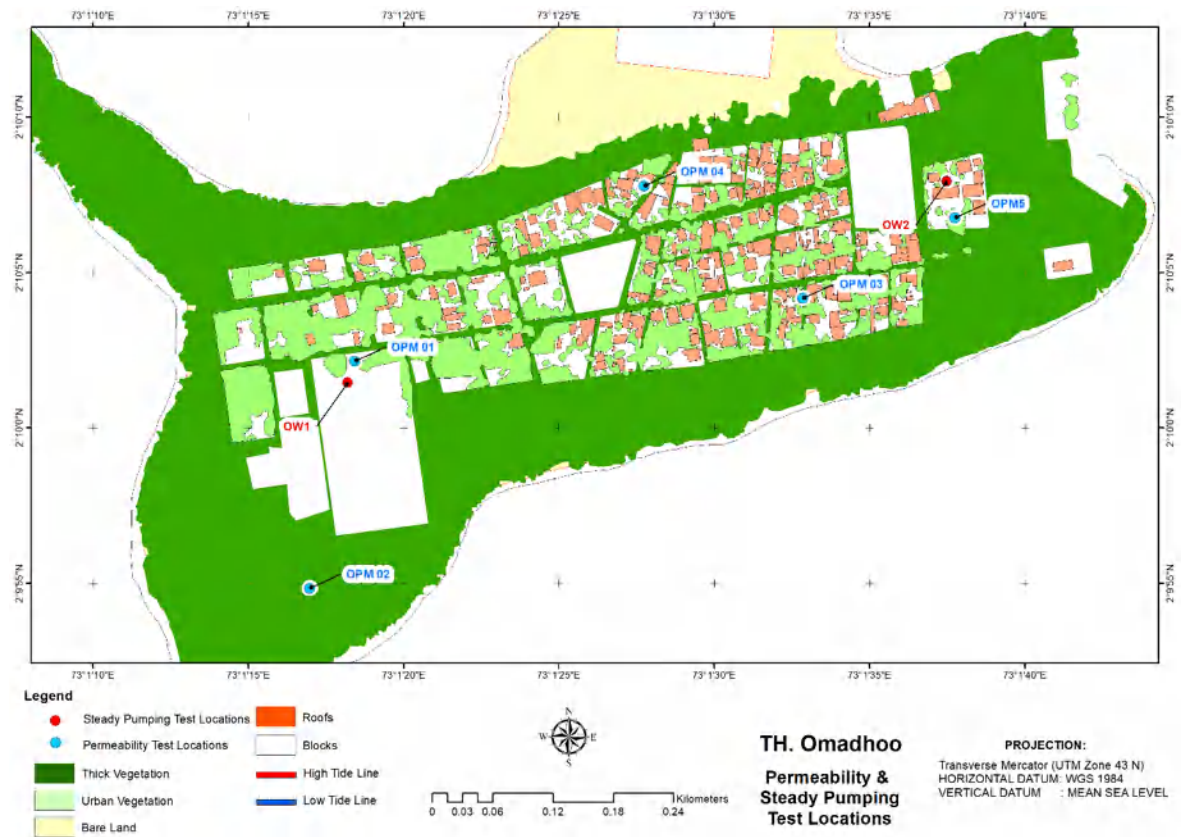 73°1'10"E 73°1'15"E 73°1'20"E 73°1'25"E 73°1'30"E 73°1'35"E 73°1'40"E
2°10'10"N 2°10'10"N
OPM 04
OPM5
OW2
2°10'5"N 2°10'5"N
OPM 03
OPM 01
OW1
2°10'0"N 2°10'0"N
OPM 02
2°9'55"N 2°9'55"N
73°1'10"E 73°1'15"E 73°1'20"E 73°1'25"E 73°1'30"E 73°1'35"E 73°1'40"E
Legend
Steady Pumping Test Locations
Permeability Test Locations
Thick Vegetation
Urban Vegetation
Bare Land
Roofs
Blocks
High Tide Line
Low Tide Line
N
W E
S
0 0.03 0.06 0.12 0.18 0.24
Kilometers
TH. Omadhoo
Permeability &
Steady Pumping
Test Locations
PROJECTION:
Transverse Mercator (UTM Zone 43 N)
HORIZONTAL DATUM: WGS 1984
VERTICAL DATUM : MEAN SEA LEVEL